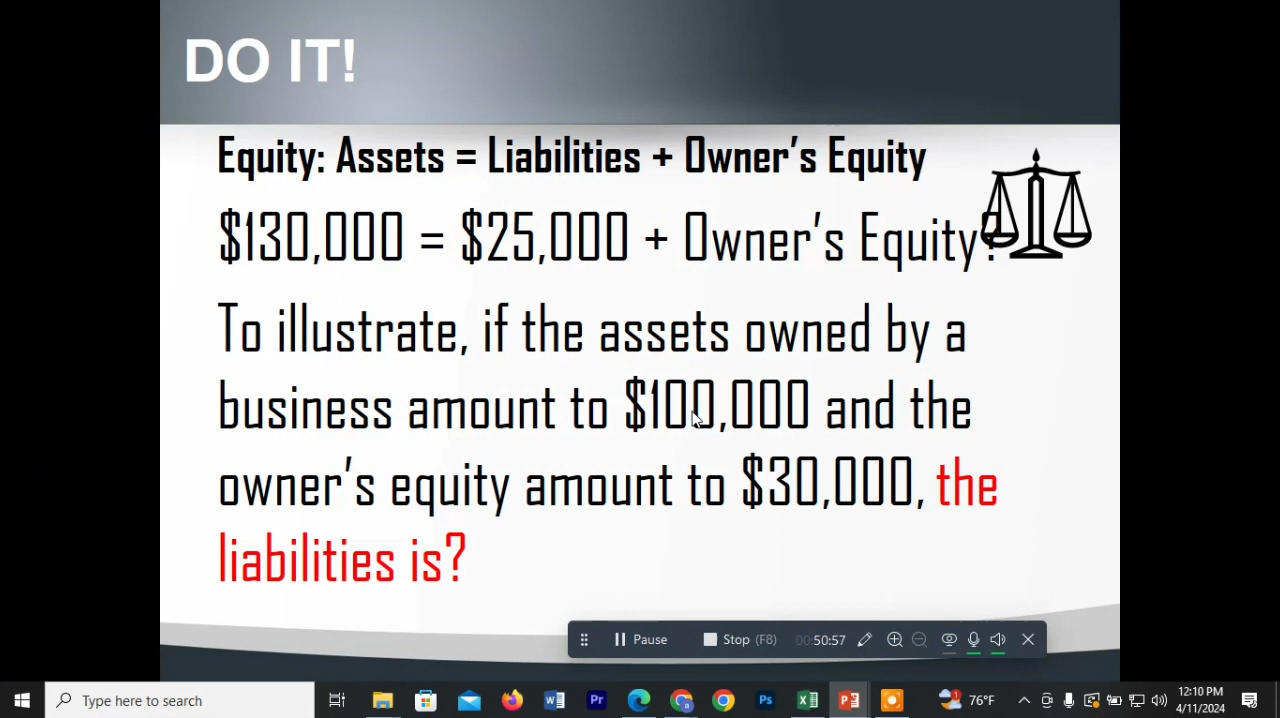 DO IT!
Equity: Assets = Liabilities + Owner's Equity
$130,000 = $25,000 + Owner's Equity?
To illustrate, if the assets owned by a
business amount to $100,000 and the
owner's equity amount to $30,000, the
liabilities is?
Pause Stop (F8) 00:50:57
Type here to search
76°F
12:10 PM
4/11/2024